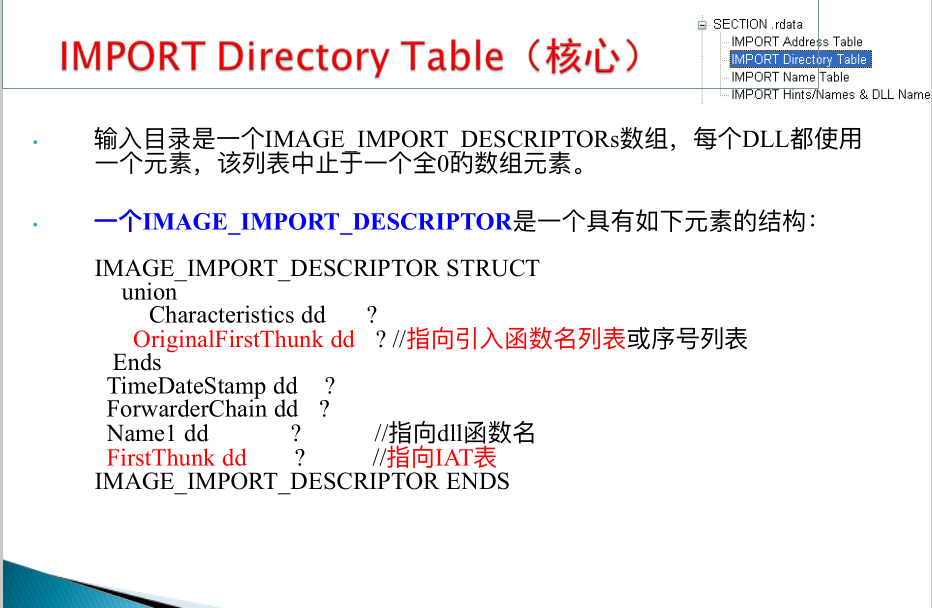 IMPORT Directory Table（核心）
SECTION .rdata
IMPORT Address Table
IMPORT Directory Table
IMPORT Name Table
IMPORT Hints/Names & DLL Name
输入目录是一个IMAGE_IMPORT_DESCRIPTORs数组，每个DLL都使用
一个元素，该列表中止于一个全0的数组元素。
一个IMAGE_IMPORT_DESCRIPTOR是一个具有如下元素的结构：
IMAGE_IMPORT_DESCRIPTOR STRUCT
union
Characteristics dd ?
OriginalFirstThunk dd ? //指向引入函数名列表或序号列表
Ends
TimeDateStamp dd ?
ForwarderChain dd ?
Name1 dd ? //指向dll函数名
FirstThunk dd ? //指向IAT表
IMAGE_IMPORT_DESCRIPTOR ENDS